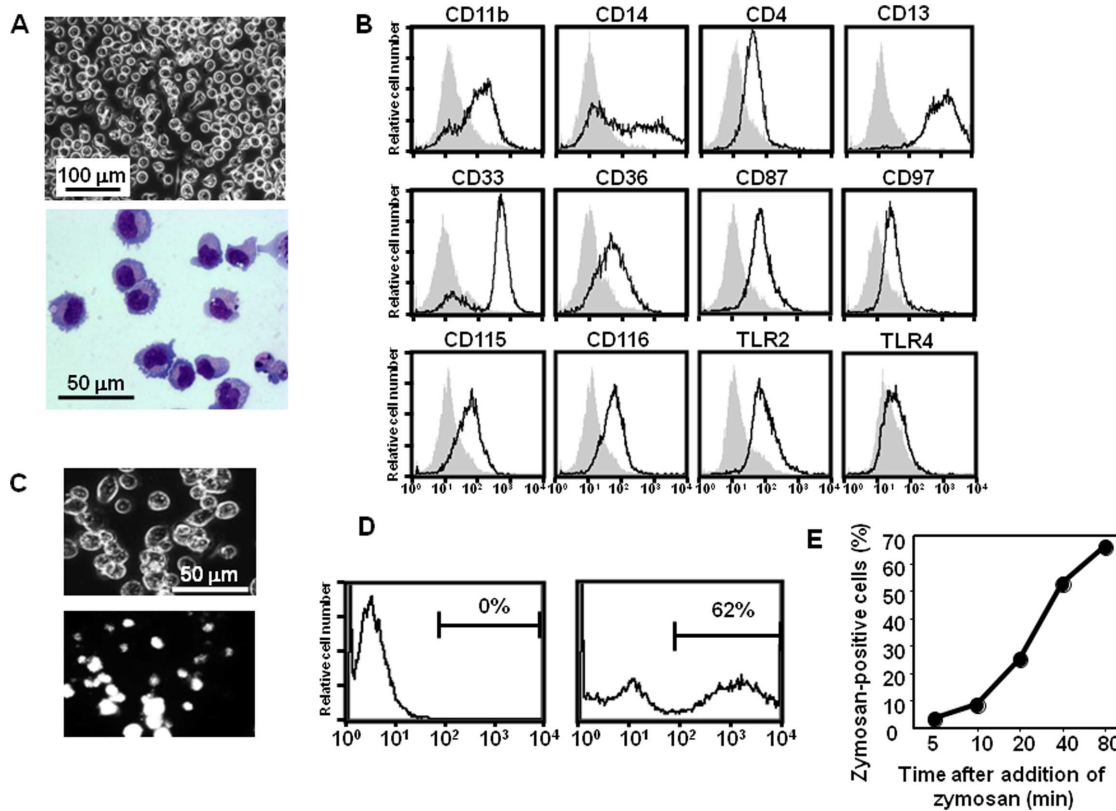 A
100 μm
50 μm
B
CD11b CD14 CD4 CD13
Relative cell number
CD33 CD36 CD87 CD97
Relative cell number
CD115 CD116 TLR2 TLR4
Relative cell number
10⁰ 10¹ 10² 10³ 10⁴ 10⁰ 10¹ 10² 10³ 10⁴ 10⁰ 10¹ 10² 10³ 10⁴ 10⁰ 10¹ 10² 10³ 10⁴
C
50 μm
D
Relative cell number
0%
62%
10⁰ 10¹ 10² 10³ 10⁴ 10⁰ 10¹ 10² 10³ 10⁴
E
Zymosan-positive cells (%)
70
60
50
40
30
20
10
0
5 10 20 40 80
Time after addition of
zymosan (min)